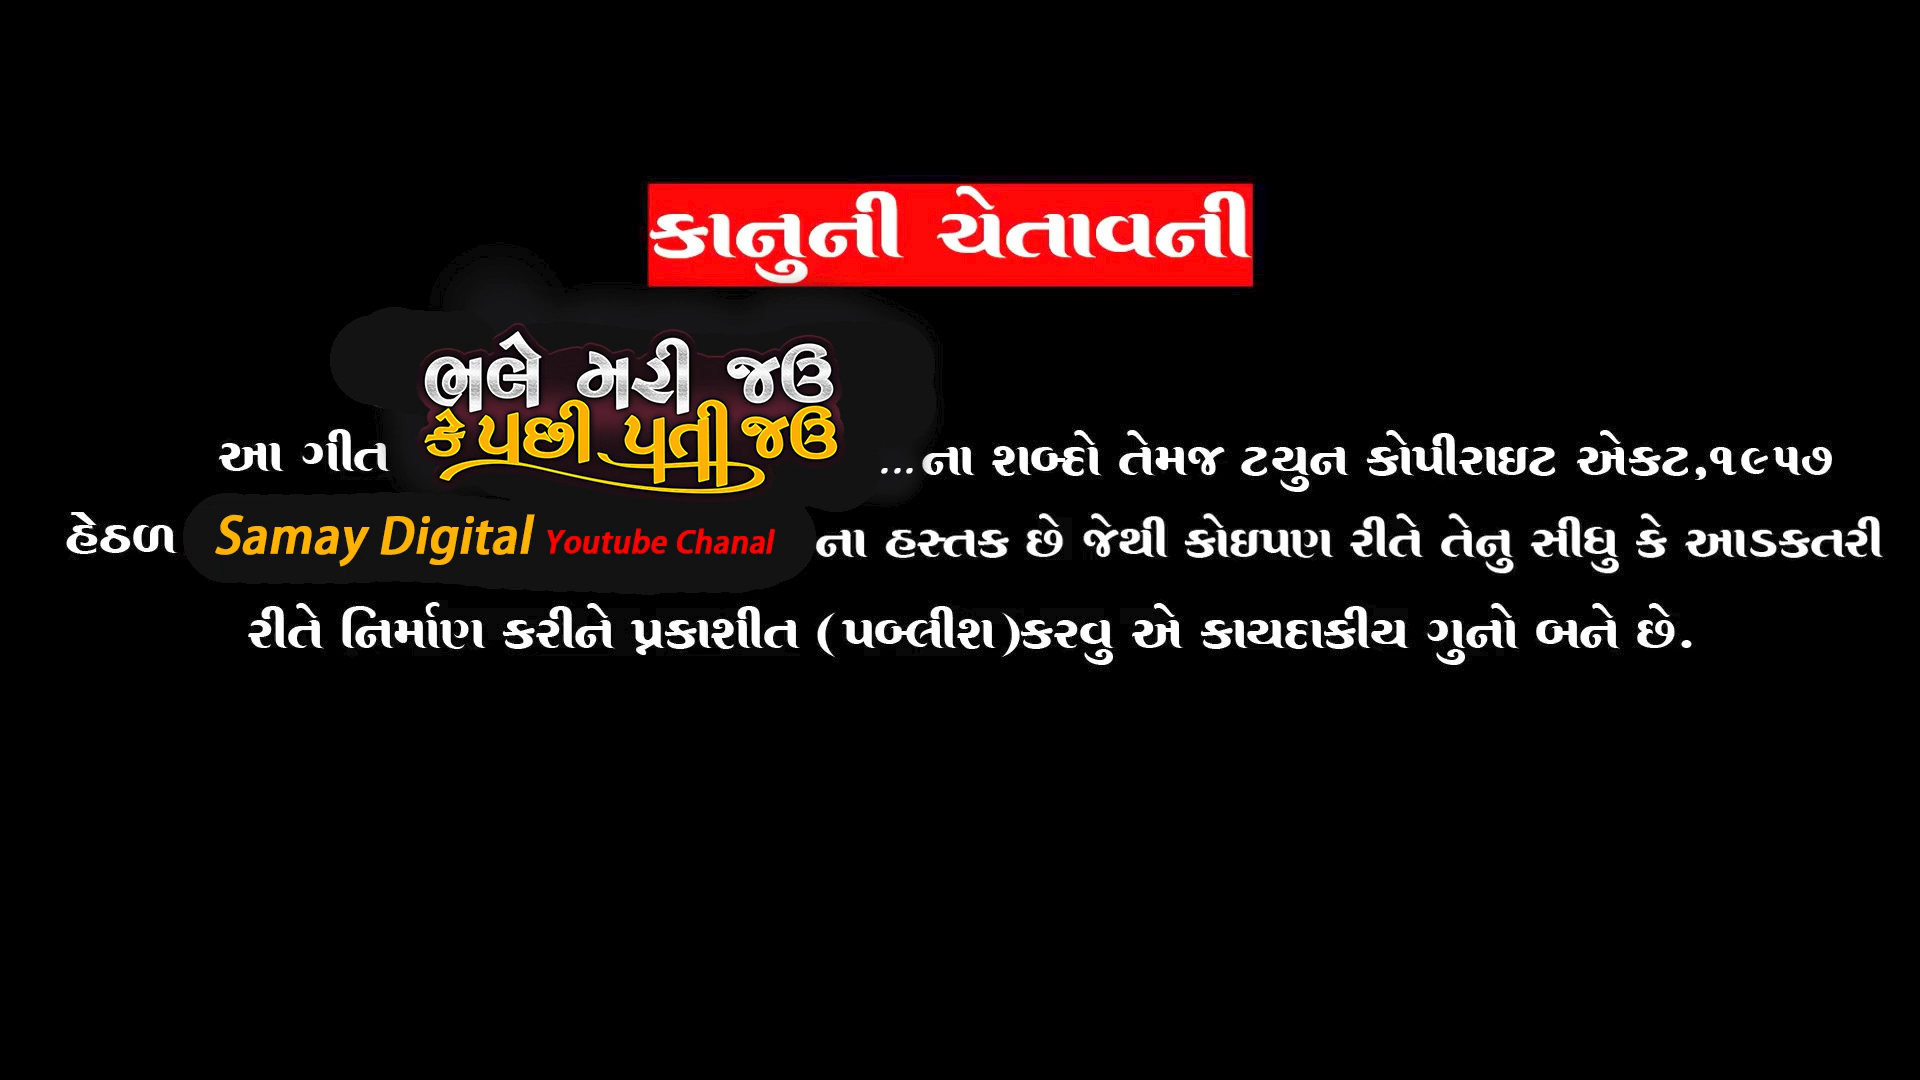 કાનુની ચેતાવની
ભલે મરી જઉ
કે પછી પતી જઉ
આ ગીત ...ના શબ્દો તેમજ ટયુન કોપીરાઇટ એકટ,૧૯૫૭
હેઠળ Samay Digital Youtube Chanal ના હસ્તક છે જેથી કોઇપણ રીતે તેનુ સીધુ કે આડકતરી
રીતે નિર્માણ કરીને પ્રકાશીત (પબ્લીશ)કરવુ એ કાયદાકીય ગુનો બને છે.